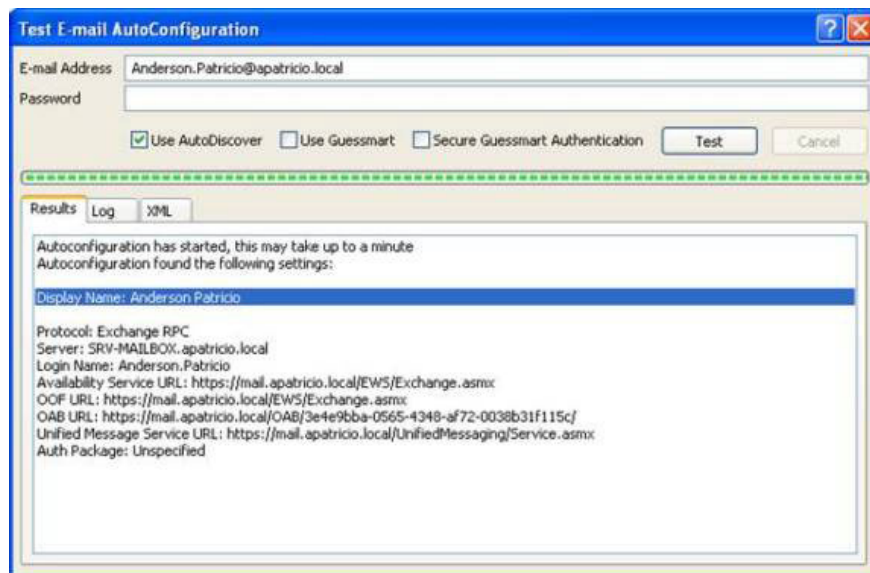 Test E-mail AutoConfiguration
E-mail Address Anderson.Patricio@apatricio.local
Password
Use AutoDiscover Use Guessmart Secure Guessmart Authentication Test Cancel
Results Log XML
Autoconfiguration has started, this may take up to a minute
Autoconfiguration found the following settings:
Display Name: Anderson Patricio
Protocol: Exchange RPC
Server: SRV-MAILBOX.apatricio.local
Login Name: Anderson.Patricio
Availability Service URL: https://mail.apatricio.local/EWS/Exchange.asmx
OOF URL: https://mail.apatricio.local/EWS/Exchange.asmx
OAB URL: https://mail.apatricio.local/OAB/3e4e9bba-0565-4348-af72-0038b31f115c/
Unified Message Service URL: https://mail.apatricio.local/UnifiedMessaging/Service.asmx
Auth Package: Unspecified